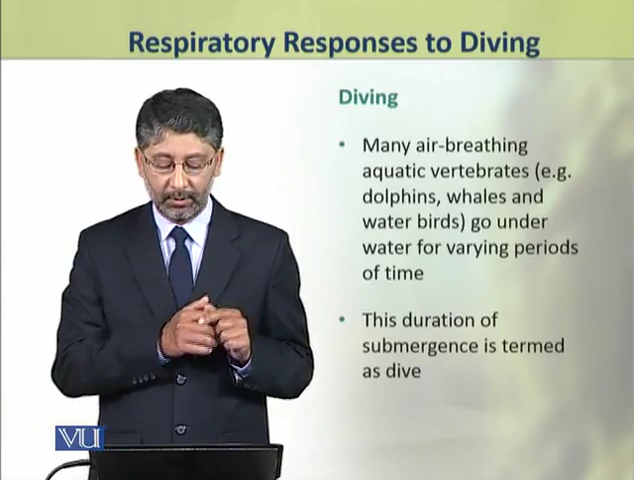 Respiratory Responses to Diving
Diving
• Many air-breathing
aquatic vertebrates (e.g.
dolphins, whales and
water birds) go under
water for varying periods
of time
• This duration of
submergence is termed
as dive
VU